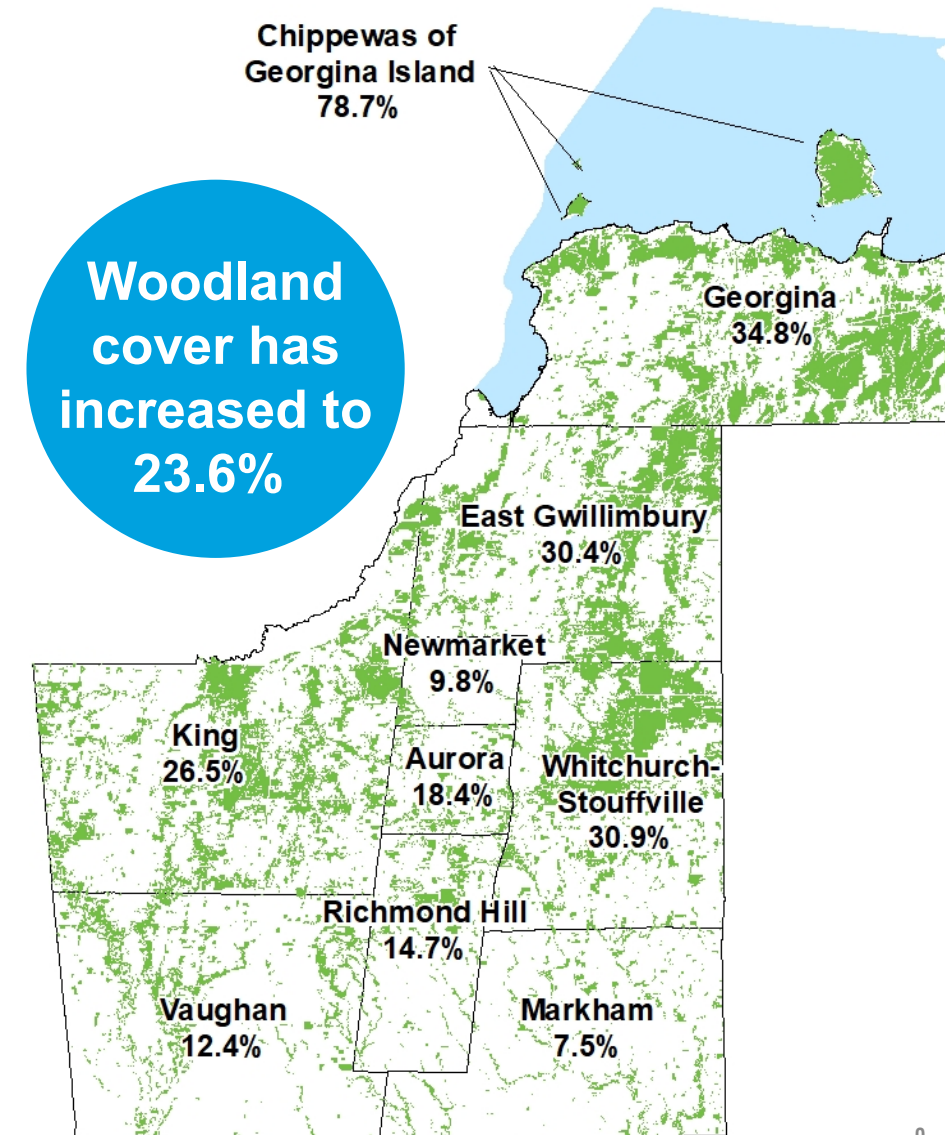 Chippewas of
Georgina Island
78.7%
Woodland
cover has
increased to
23.6%
Georgina
34.8%
East Gwillimbury
30.4%
Newmarket
9.8%
King
26.5%
Aurora
18.4%
Whitchurch-
Stouffville
30.9%
Richmond Hill
14.7%
Vaughan
12.4%
Markham
7.5%